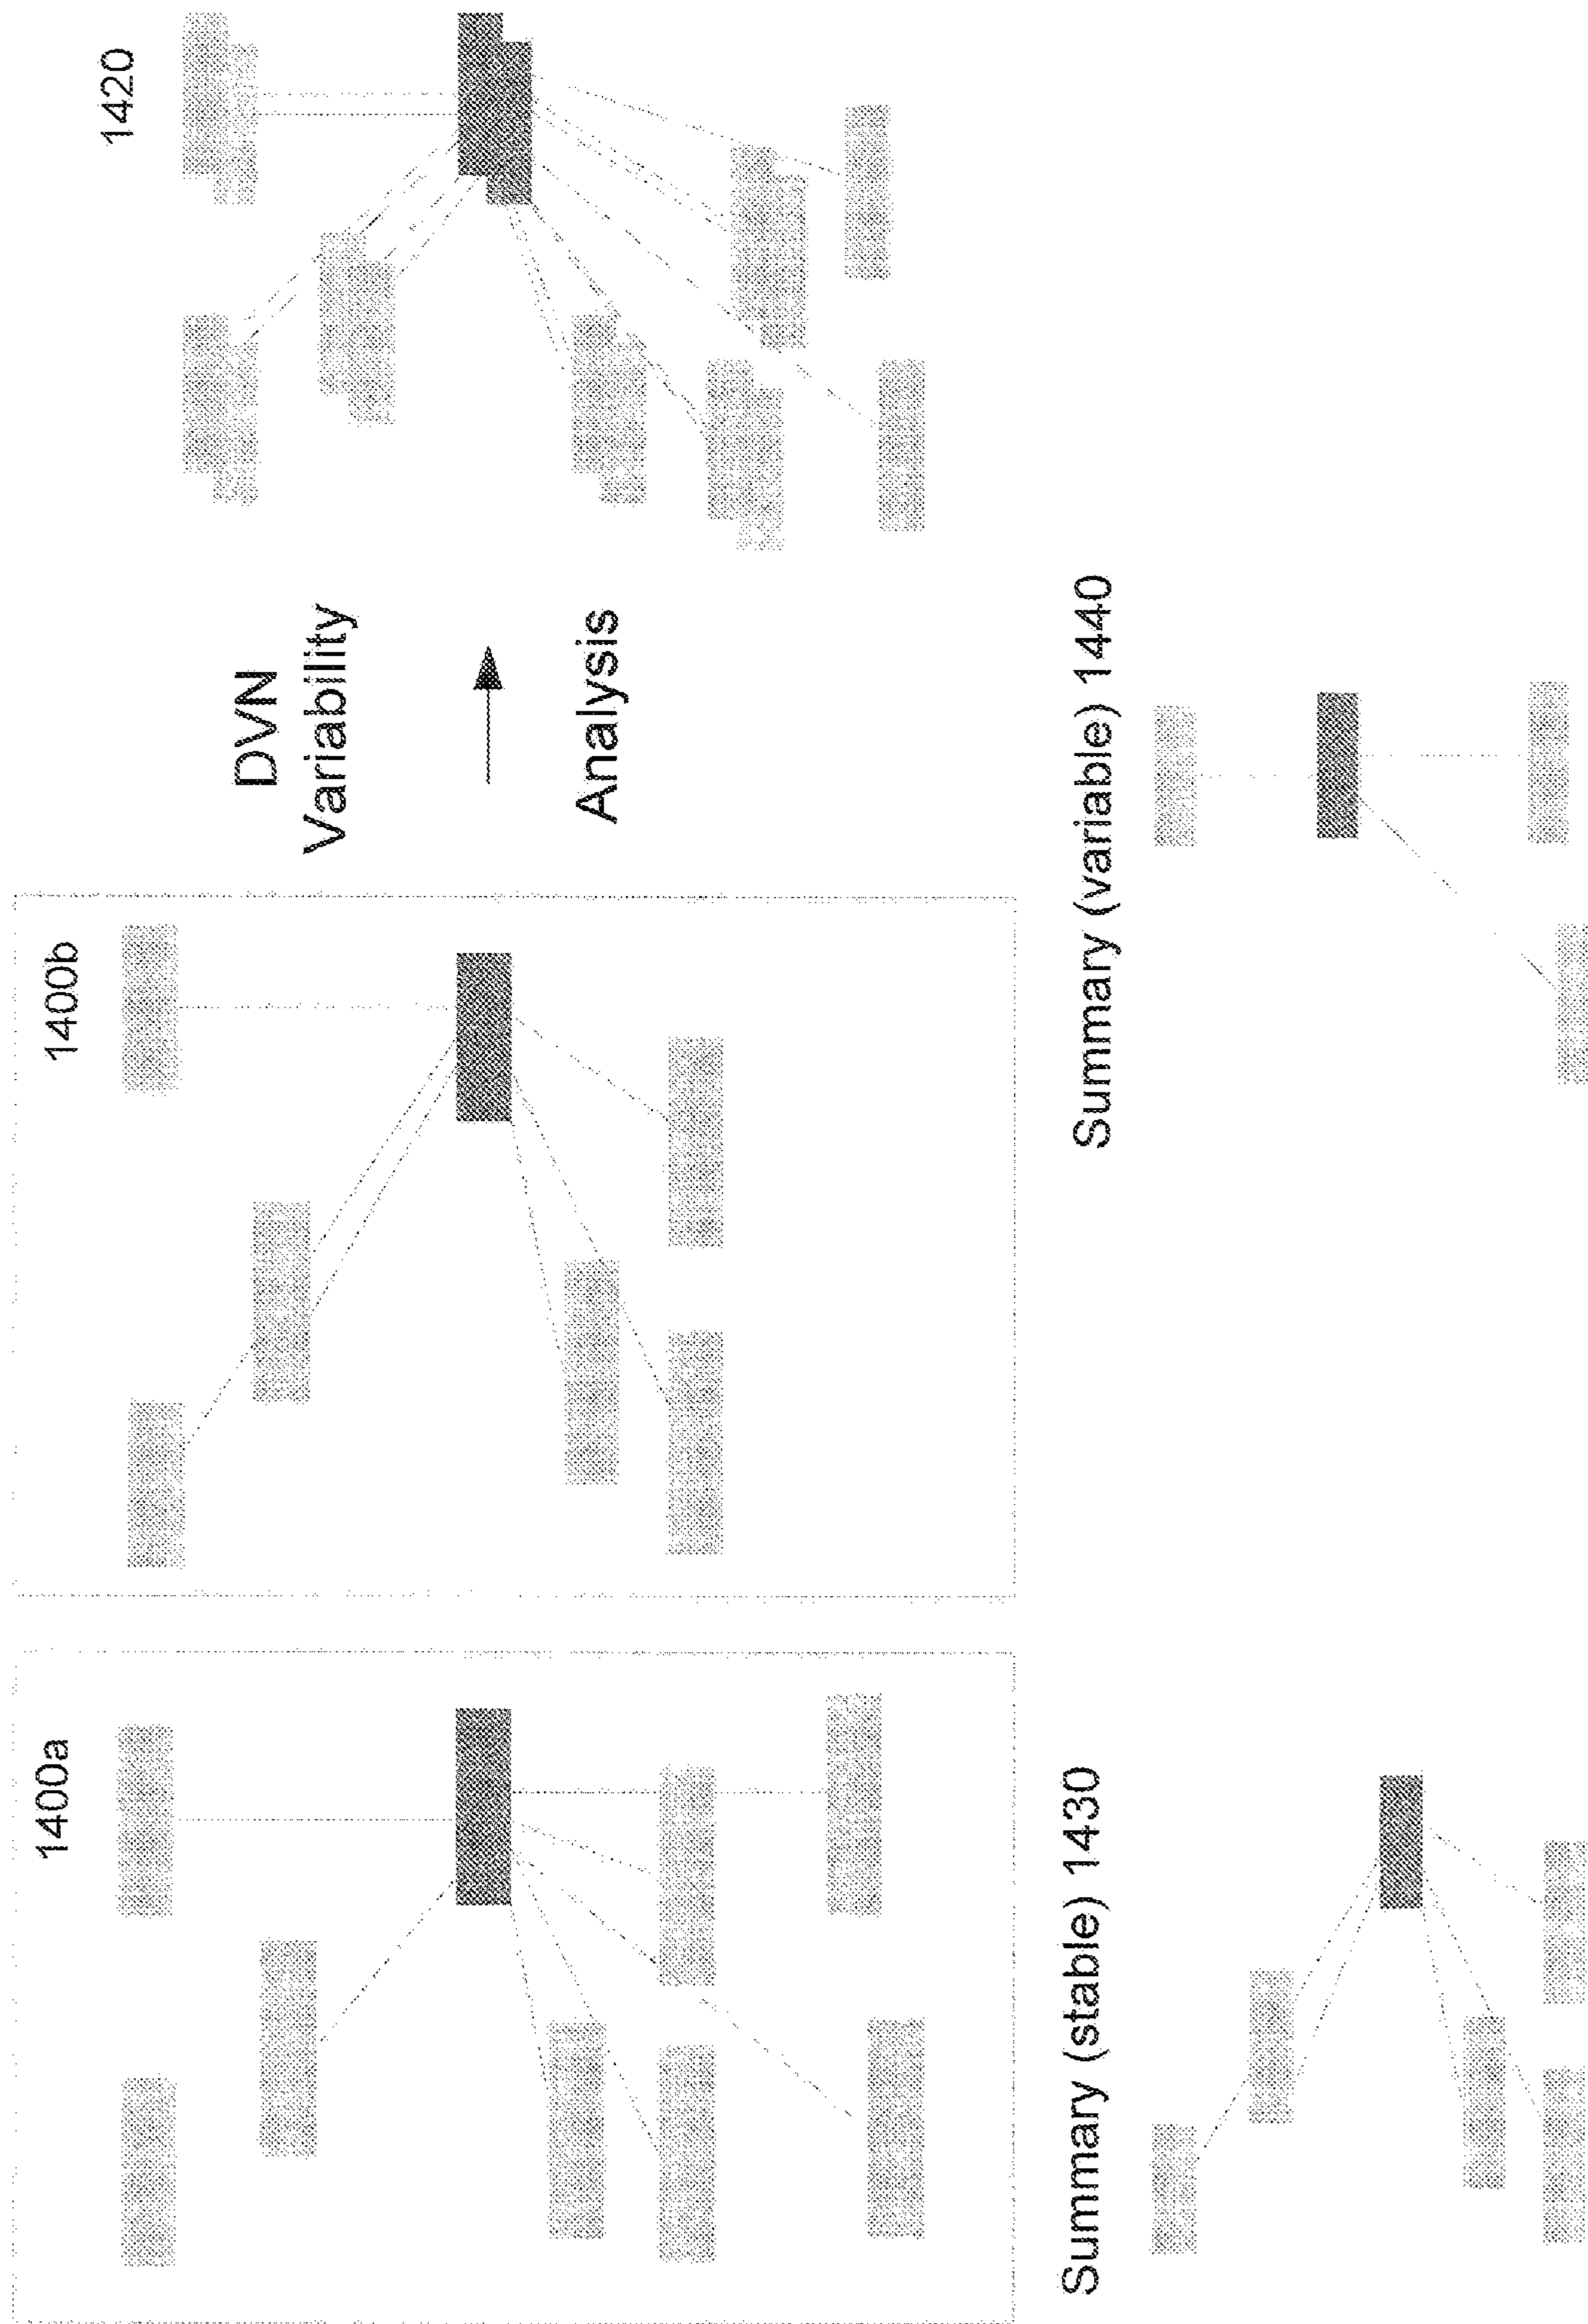 1400a
1400b
DVN
Variability
Analysis
1420
Summary (stable) 1430
Summary (variable) 1440